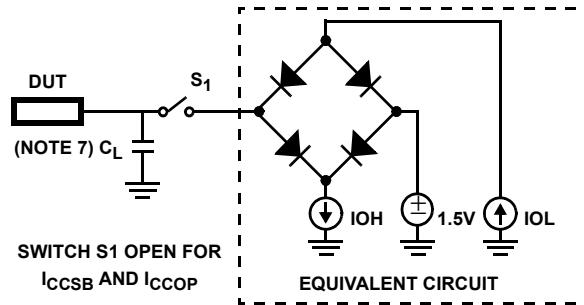 DUT
S1
(NOTE 7) CL
IOH
1.5V
IOL
SWITCH S1 OPEN FOR
ICCSB AND ICCOP
EQUIVALENT CIRCUIT